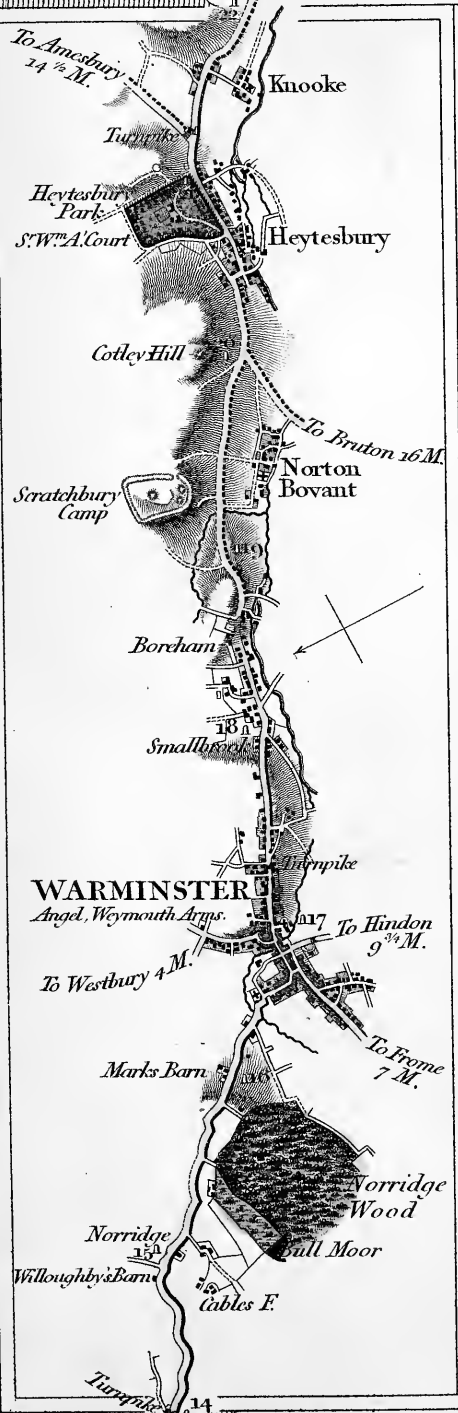 22
To Amesbury
14 ½ M.
Knooke
Turnpike
Heytesbury
Park
Sr. Wm. A'Court
Heytesbury
Cotley Hill
To Bruton 16 M.
Norton
Bovant
Scratchbury
Camp
19
Boreham
18
Smallbrook
Turnpike
WARMINSTER
Angel, Weymouth Arms.
17
To Hindon
9 ¾ M.
To Westbury 4 M.
To Frome
7 M.
Marks Barn
16
Norridge
Wood
Norridge
15
Bull Moor
Willoughby's Barn
Cables F.
Turnpike
14